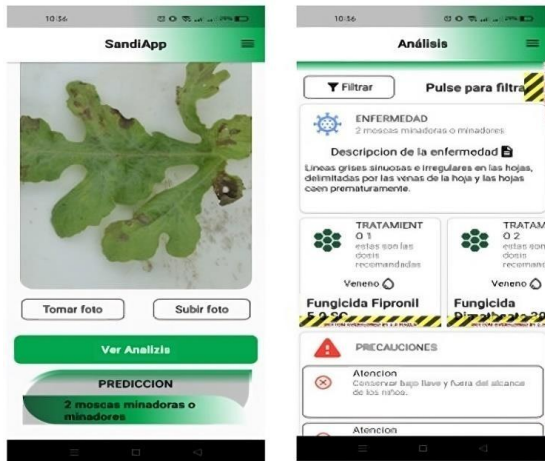 10:36
SandiApp
Tomar foto
Subir foto
Ver Analizis
PREDICCION
2 moscas minadoras o
minadores
10:36
Análisis
Filtrar
Pulse para filtra
ENFERMEDAD
2 moscas minadoras o minadores
Descripcion de la enfermedad
Lineas grises sinuosas e irregulares en las hojas,
delimitadas por las venas de la hoja y las hojas
caen prematuramente.
TRATAMIENT
O 1
estas son las
dosis
recomendadas
Veneno
Fungicida Fipronil
TRATAM
O 2
estas son
dosis
recomend
Veneno
Fungicida
PRECAUCIONES
Atencion
Conservar bajo llave y fuera del alcance
de los niños.
Atencion